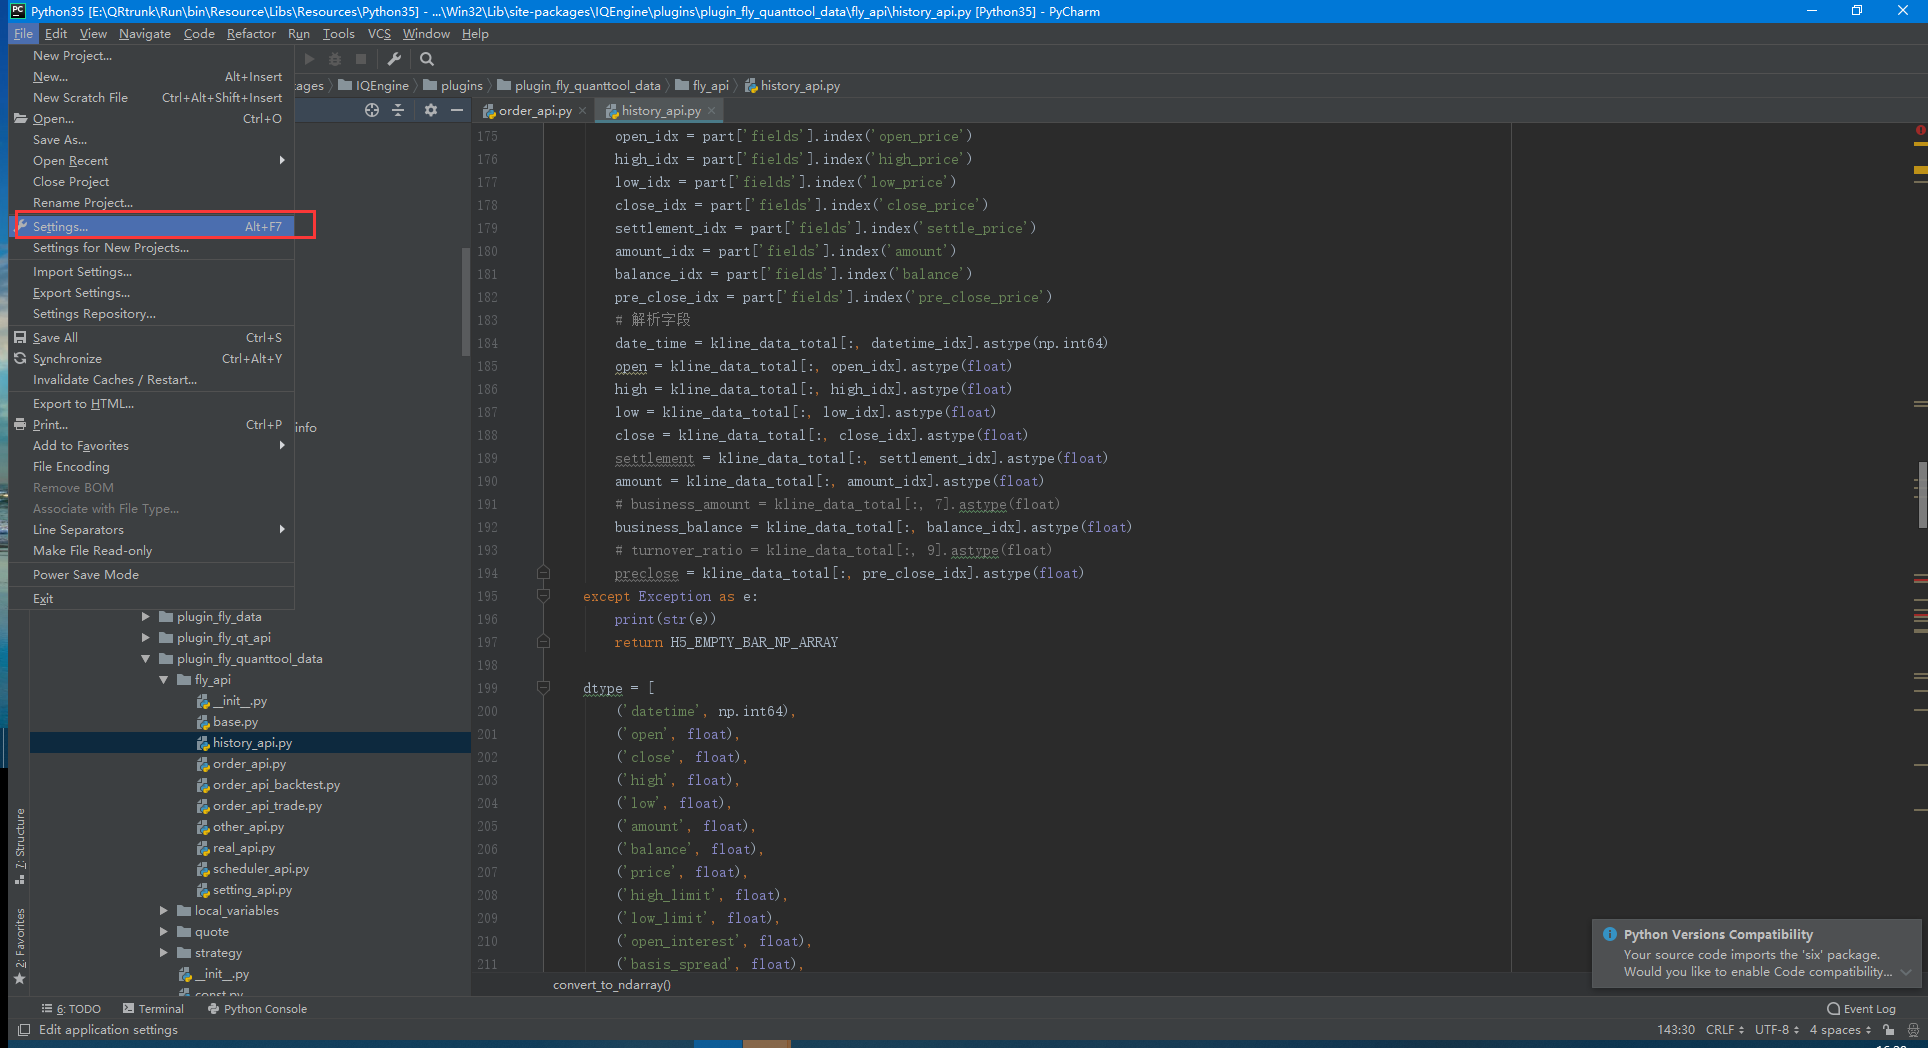 Python35 [E:\QRtrunk\Run\bin\Resource\Libs\Resources\Python35] - ...\Win32\Lib\site-packages\IQEngine\plugins\plugin_fly_quanttool_data\fly_api\history_api.py [Python35] - PyCharm
File Edit View Navigate Code Refactor Run Tools VCS Window Help
New Project...
New... Alt+Insert
New Scratch File Ctrl+Alt+Shift+Insert
Open... Ctrl+O
Save As...
Open Recent
Close Project
Rename Project...
Settings... Alt+F7
Settings for New Projects...
Import Settings...
Export Settings...
Settings Repository...
Save All Ctrl+S
Synchronize Ctrl+Alt+Y
Invalidate Caches / Restart...
Export to HTML...
Print... Ctrl+P
Add to Favorites
File Encoding
Remove BOM
Associate with File Type...
Line Separators
Make File Read-only
Power Save Mode
Exit
info
plugin_fly_data
plugin_fly_qt_api
plugin_fly_quanttool_data
fly_api
__init__.py
base.py
history_api.py
order_api.py
order_api_backtest.py
order_api_trade.py
other_api.py
real_api.py
scheduler_api.py
setting_api.py
local_variables
quote
strategy
__init__.py
const.py
7: Structure
2: Favorites
ages IQEngine plugins plugin_fly_quanttool_data fly_api history_api.py
order_api.py history_api.py
175 open_idx = part['fields'].index('open_price')
176 high_idx = part['fields'].index('high_price')
177 low_idx = part['fields'].index('low_price')
178 close_idx = part['fields'].index('close_price')
179 settlement_idx = part['fields'].index('settle_price')
180 amount_idx = part['fields'].index('amount')
181 balance_idx = part['fields'].index('balance')
182 pre_close_idx = part['fields'].index('pre_close_price')
183 # 解析字段
184 date_time = kline_data_total[:, datetime_idx].astype(np.int64)
185 open = kline_data_total[:, open_idx].astype(float)
186 high = kline_data_total[:, high_idx].astype(float)
187 low = kline_data_total[:, low_idx].astype(float)
188 close = kline_data_total[:, close_idx].astype(float)
189 settlement = kline_data_total[:, settlement_idx].astype(float)
190 amount = kline_data_total[:, amount_idx].astype(float)
191 # business_amount = kline_data_total[:, 7].astype(float)
192 business_balance = kline_data_total[:, balance_idx].astype(float)
193 # turnover_ratio = kline_data_total[:, 9].astype(float)
194 preclose = kline_data_total[:, pre_close_idx].astype(float)
195 except Exception as e:
196 print(str(e))
197 return H5_EMPTY_BAR_NP_ARRAY
198
199 dtype = [
200 ('datetime', np.int64),
201 ('open', float),
202 ('close', float),
203 ('high', float),
204 ('low', float),
205 ('amount', float),
206 ('balance', float),
207 ('price', float),
208 ('high_limit', float),
209 ('low_limit', float),
210 ('open_interest', float),
211 ('basis_spread', float),
convert_to_ndarray()
Python Versions Compatibility
Your source code imports the 'six' package.
Would you like to enable Code compatibility...
6: TODO Terminal Python Console Event Log
Edit application settings 143:30 CRLF UTF-8 4 spaces